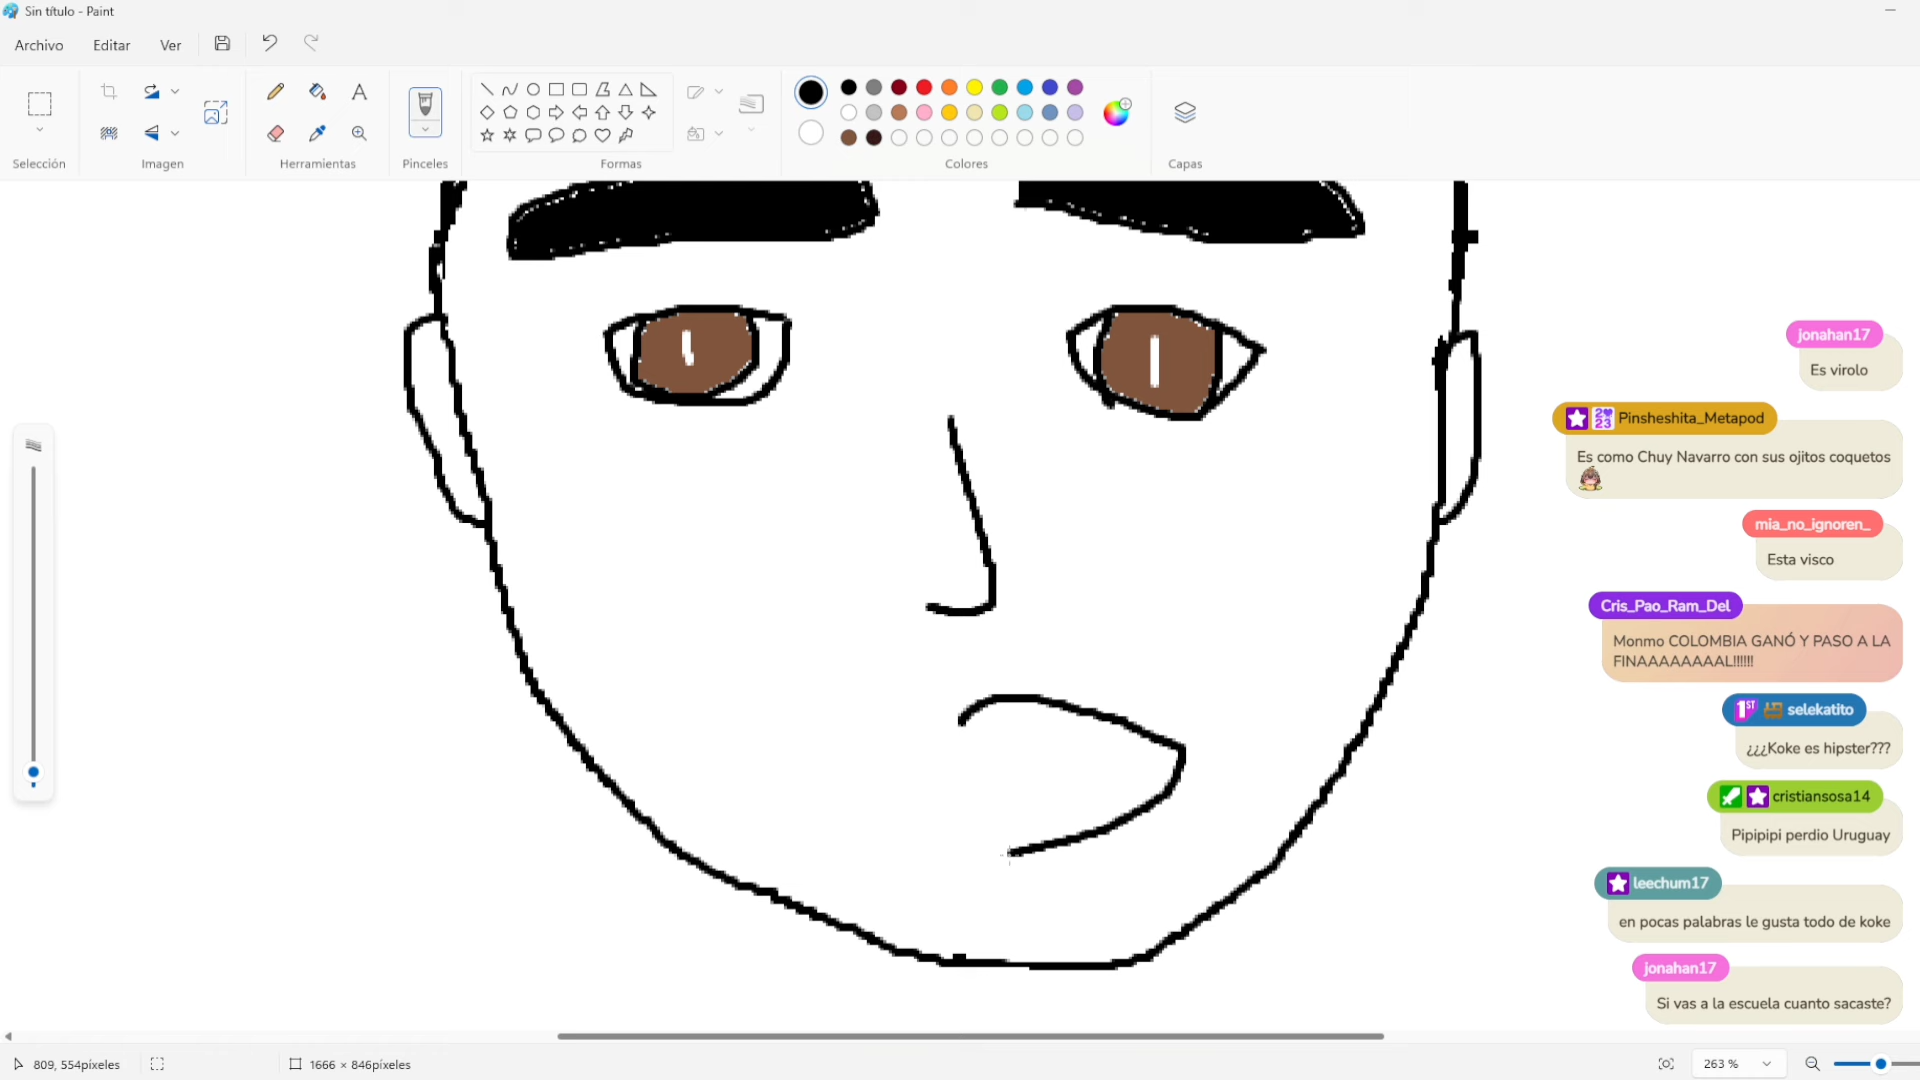 Sin título - Paint
Archivo Editar Ver
Selección Imagen Herramientas Pinceles Formas Colores Capas
jonahan17
Es virolo
2 23 Pinsheshita_Metapod
Es como Chuy Navarro con sus ojitos coquetos
mia_no_ignoren_
Esta visco
Cris_Pao_Ram_Del
Monmo COLOMBIA GANÓ Y PASO A LA
FINAAAAAAAAL!!!!!!
1ST selekatito
¿¿¿Koke es hipster???
cristiansosa14
Pipipipi perdio Uruguay
leechum17
en pocas palabras le gusta todo de koke
jonahan17
Si vas a la escuela cuanto sacaste?
809, 554píxeles 1666 × 846píxeles 263 %